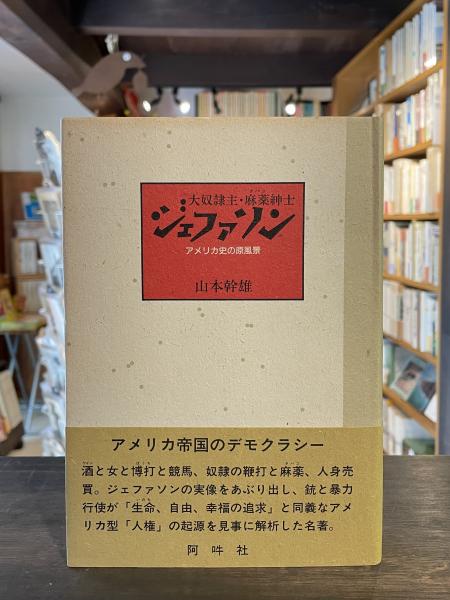 大奴隷主・麻薬紳士
ジェファソン
アメリカ史の原風景
山本幹雄
アメリカ帝国のデモクラシー
酒と女と博打と競馬、奴隷の鞭打と麻薬、人身売
買。ジェファソンの実像をあぶり出し、銃と暴力
行使が「生命、自由、幸福の追求」と同義なアメ
リカ型「人権」の起源を見事に解析した名著。
阿吽社